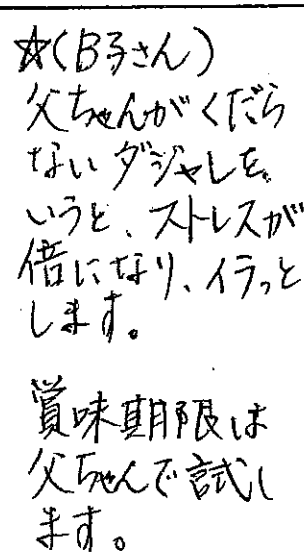 ☆(B子さん)
父ちゃんがくだら
ないダジャレを
いうと、ストレスが
倍になり、イラっと
します。
賞味期限は
父ちゃんで試し
ます。